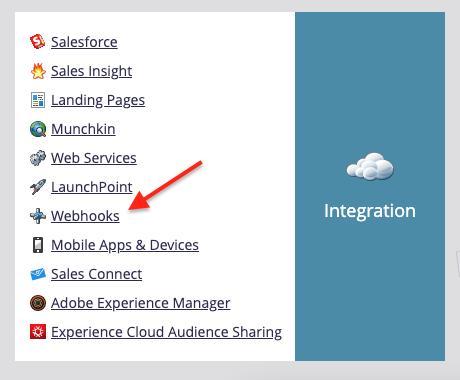 Salesforce
Sales Insight
Landing Pages
Munchkin
Web Services
LaunchPoint
Webhooks
Mobile Apps & Devices
Sales Connect
Adobe Experience Manager
Experience Cloud Audience Sharing
Integration